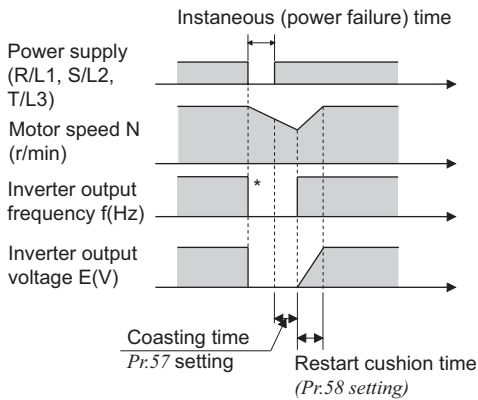 Instaneous (power failure) time
Power supply
(R/L1, S/L2,
T/L3)
Motor speed N
(r/min)
Inverter output
frequency f(Hz)
*
Inverter output
voltage E(V)
Coasting time
Pr.57 setting
Restart cushion time
(Pr.58 setting)